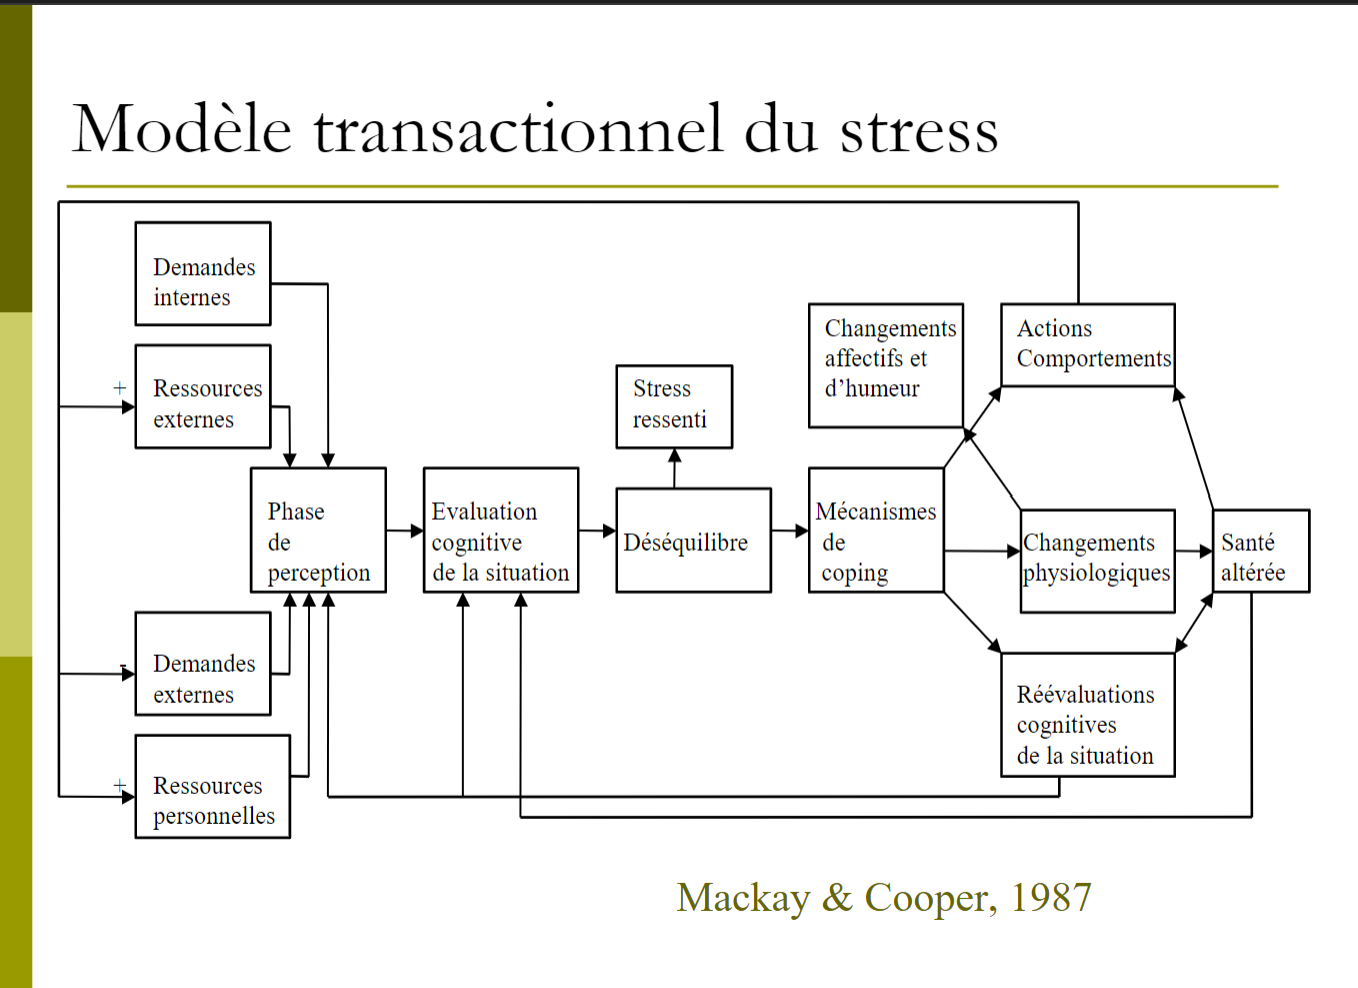 Modèle transactionnel du stress
Demandes
internes
+
Ressources
externes
Changements
affectifs et
d’humeur
Actions
Comportements
Stress
ressenti
Phase
de
perception
Evaluation
cognitive
de la situation
Déséquilibre
Mécanismes
de
coping
Changements
physiologiques
Santé
altérée
-
Demandes
externes
Réévaluations
cognitives
de la situation
+
Ressources
personnelles
Mackay & Cooper, 1987